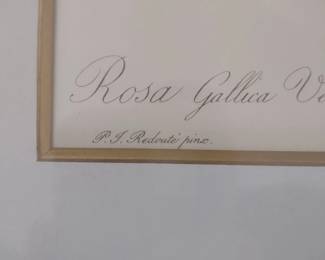 Rosa Gallica
P. J. Redouté pinx.